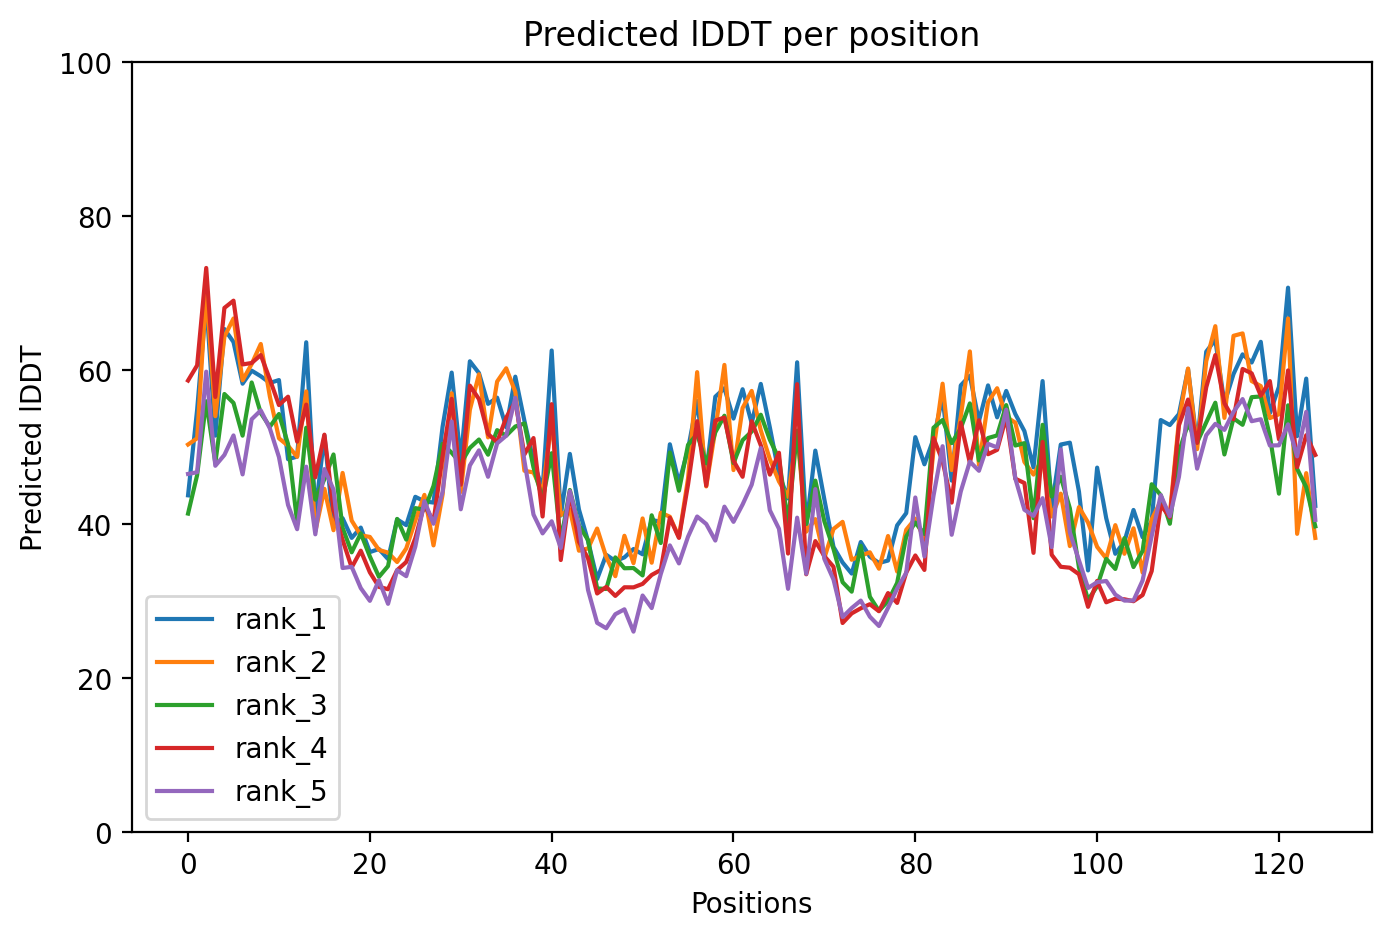 Predicted lDDT per position
100
80
60
40
20
0
Predicted lDDT
rank_1
rank_2
rank_3
rank_4
rank_5
0 20 40 60 80 100 120
Positions